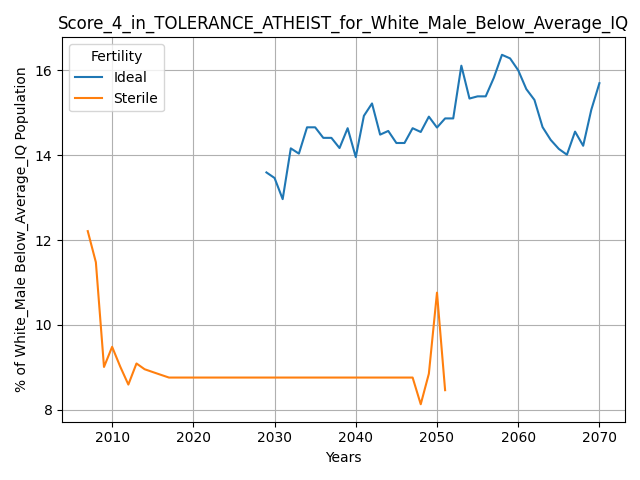 Score_4_in_TOLERANCE_ATHEIST_for_White_Male_Below_Average_IQ
Fertility
Ideal
Sterile
% of White_Male Below_Average_IQ Population
16
14
12
10
8
2010 2020 2030 2040 2050 2060 2070
Years